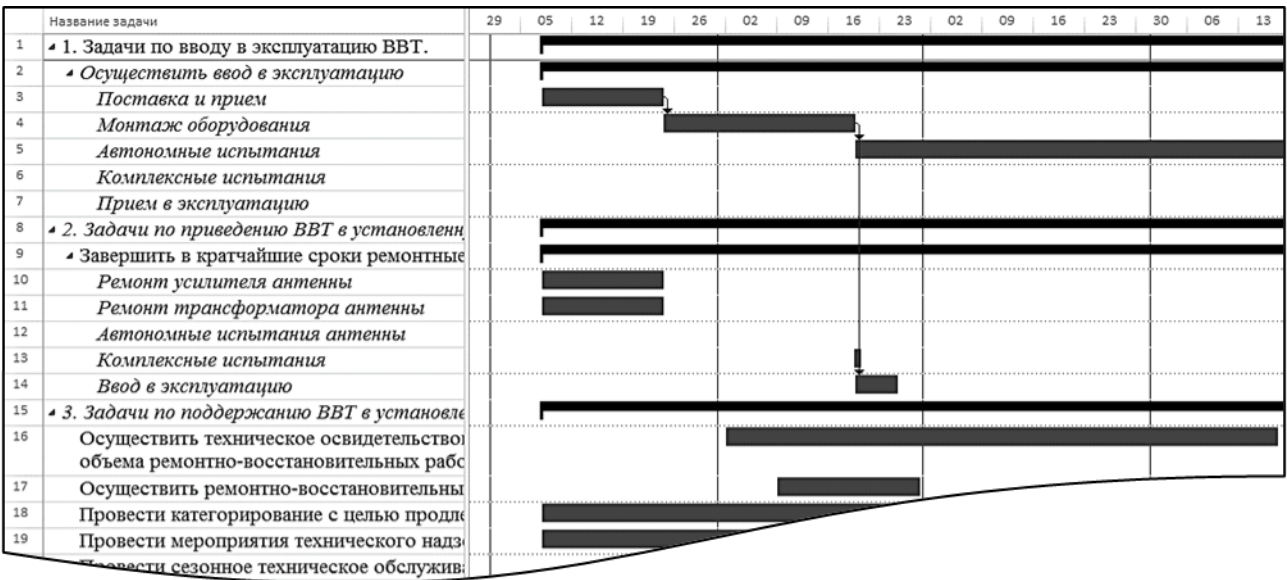 Название задачи 29 05 12 19 26 02 09 16 23 02 09 16 23 30 06 13
1 1. Задачи по вводу в эксплуатацию ВВТ.
2 Осуществить ввод в эксплуатацию
3 Поставка и прием
4 Монтаж оборудования
5 Автономные испытания
6 Комплексные испытания
7 Прием в эксплуатацию
8 2. Задачи по приведению ВВТ в установленн
9 Завершить в кратчайшие сроки ремонтные
10 Ремонт усилителя антенны
11 Ремонт трансформатора антенны
12 Автономные испытания антенны
13 Комплексные испытания
14 Ввод в эксплуатацию
15 3. Задачи по поддержанию ВВТ в установле
16 Осуществить техническое освидетельство
объема ремонтно-восстановительных рабо
17 Осуществить ремонтно-восстановительны
18 Провести категорирование с целью продле
19 Провести мероприятия технического надз
Провести сезонное техническое обслужив